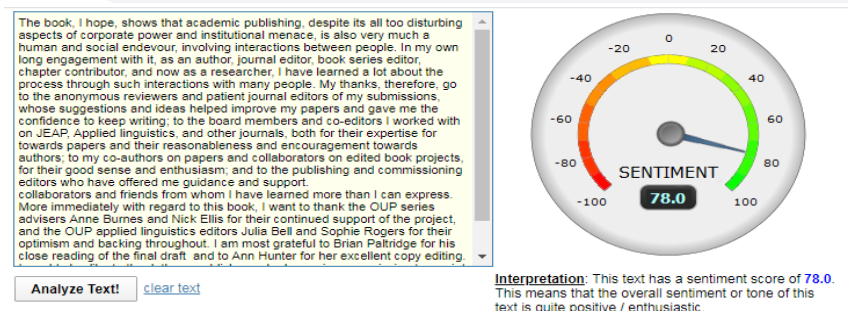 The book, I hope, shows that academic publishing, despite its all too disturbing
aspects of corporate power and institutional menace, is also very much a
human and social endevour, involving interactions between people. In my own
long engagement with it, as an author, journal editor, book series editor,
chapter contributor, and now as a researcher, I have learned a lot about the
process through such interactions with many people. My thanks, therefore, go
to the anonymous reviewers and patient journal editors of my submissions,
whose suggestions and ideas helped improve my papers and gave me the
confidence to keep writing; to the board members and co-editors I worked with
on JEAP, Applied linguistics, and other journals, both for their expertise for
towards papers and their reasonableness and encouragement towards
authors; to my co-authors on papers and collaborators on edited book projects,
for their good sense and enthusiasm; and to the publishing and commissioning
editors who have offered me guidance and support.
collaborators and friends from whom I have learned more than I can express.
More immediately with regard to this book, I want to thank the OUP series
advisers Anne Burnes and Nick Ellis for their continued support of the project,
and the OUP applied linguistics editors Julia Bell and Sophie Rogers for their
optimism and backing throughout. I am most grateful to Brian Paltridge for his
close reading of the final draft and to Ann Hunter for her excellent copy editing.
Analyze Text!
clear text
-100
-80
-60
-40
-20
0
20
40
60
80
100
SENTIMENT
78.0
Interpretation: This text has a sentiment score of 78.0.
This means that the overall sentiment or tone of this
text is quite positive / enthusiastic.